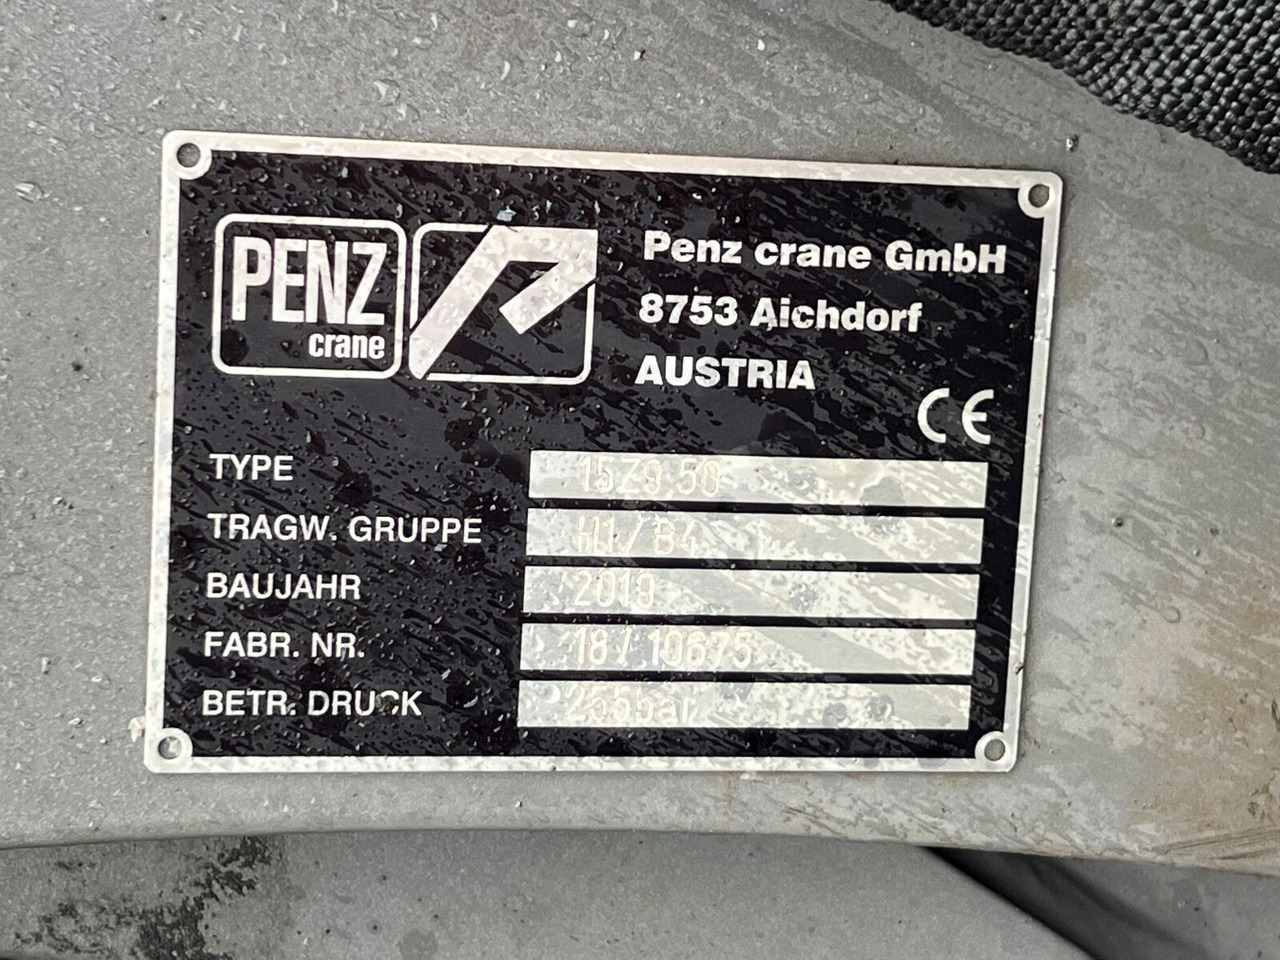 PENZ
crane
Penz crane GmbH
8753 Aichdorf
AUSTRIA
CE
TYPE 15Z9.50
TRAGW. GRUPPE H1/B4
BAUJAHR 2018
FABR. NR. 18/10675
BETR. DRUCK 255bar